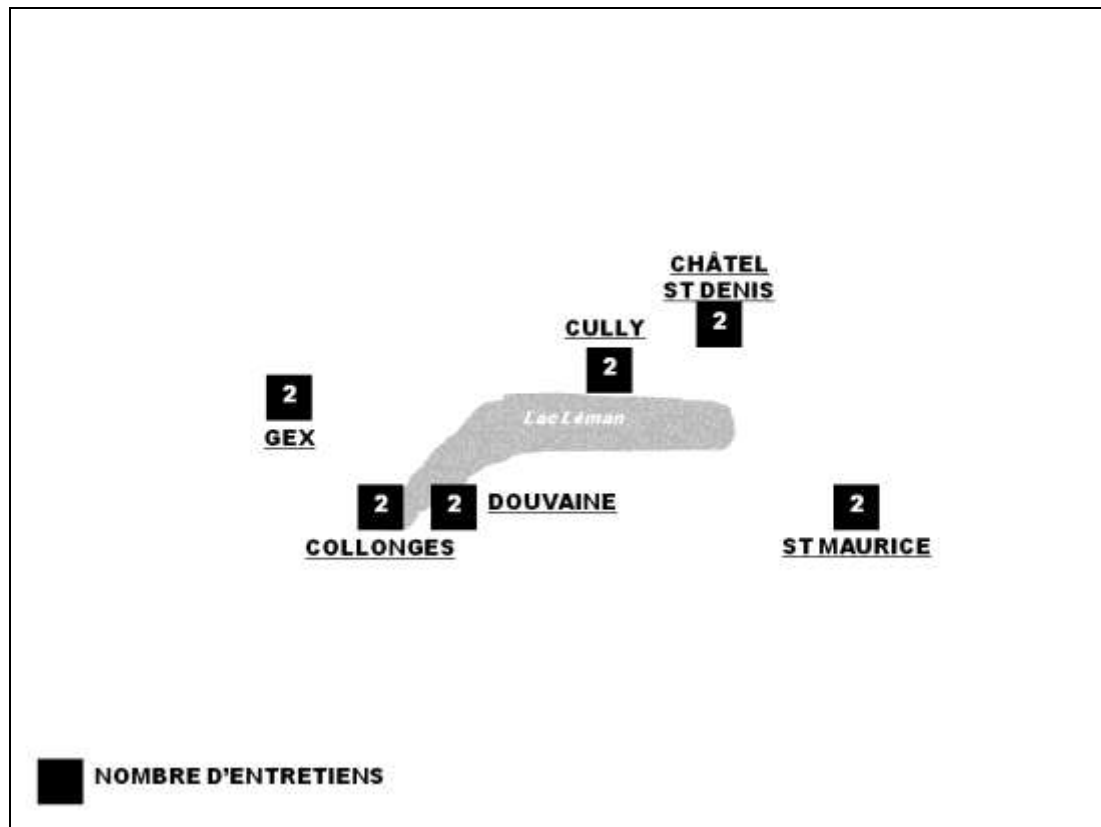 CHÂTEL
ST DENIS
2
CULLY
2
2
GEX
Lac Léman
2
COLLONGES
2
DOUVAINE
2
ST MAURICE
NOMBRE D'ENTRETIENS